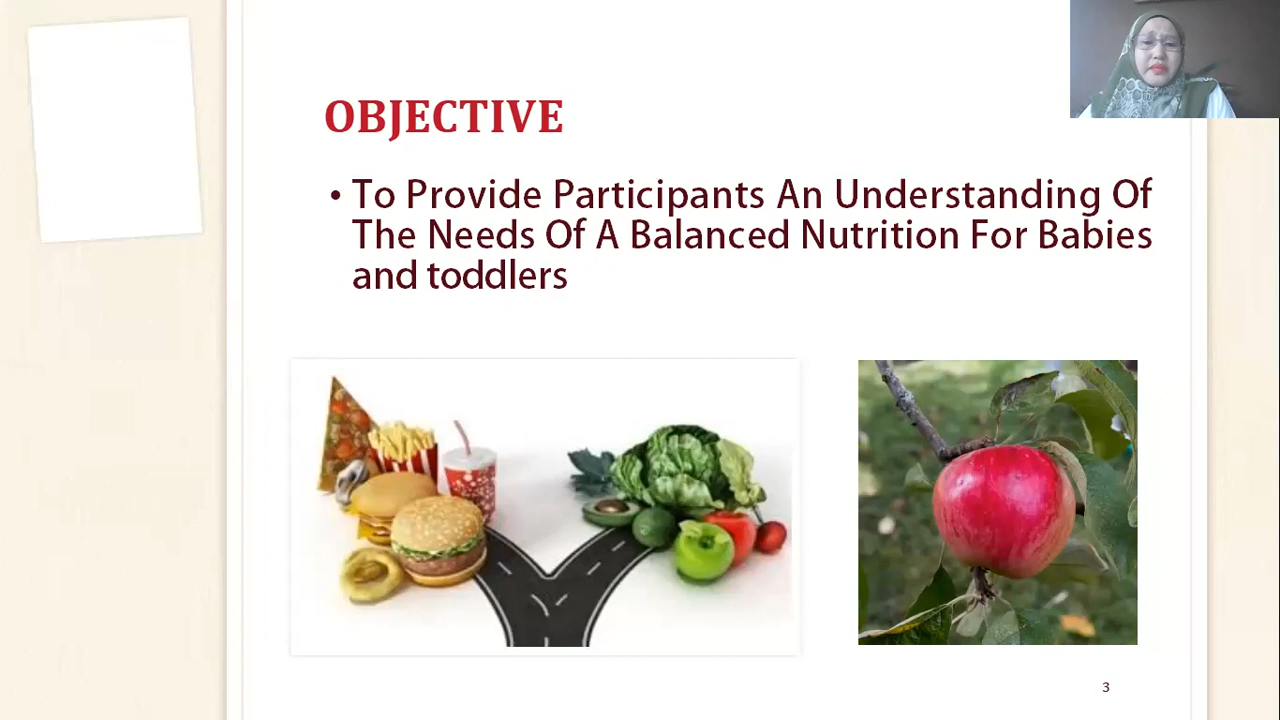 OBJECTIVE
• To Provide Participants An Understanding Of
The Needs Of A Balanced Nutrition For Babies
and toddlers
3